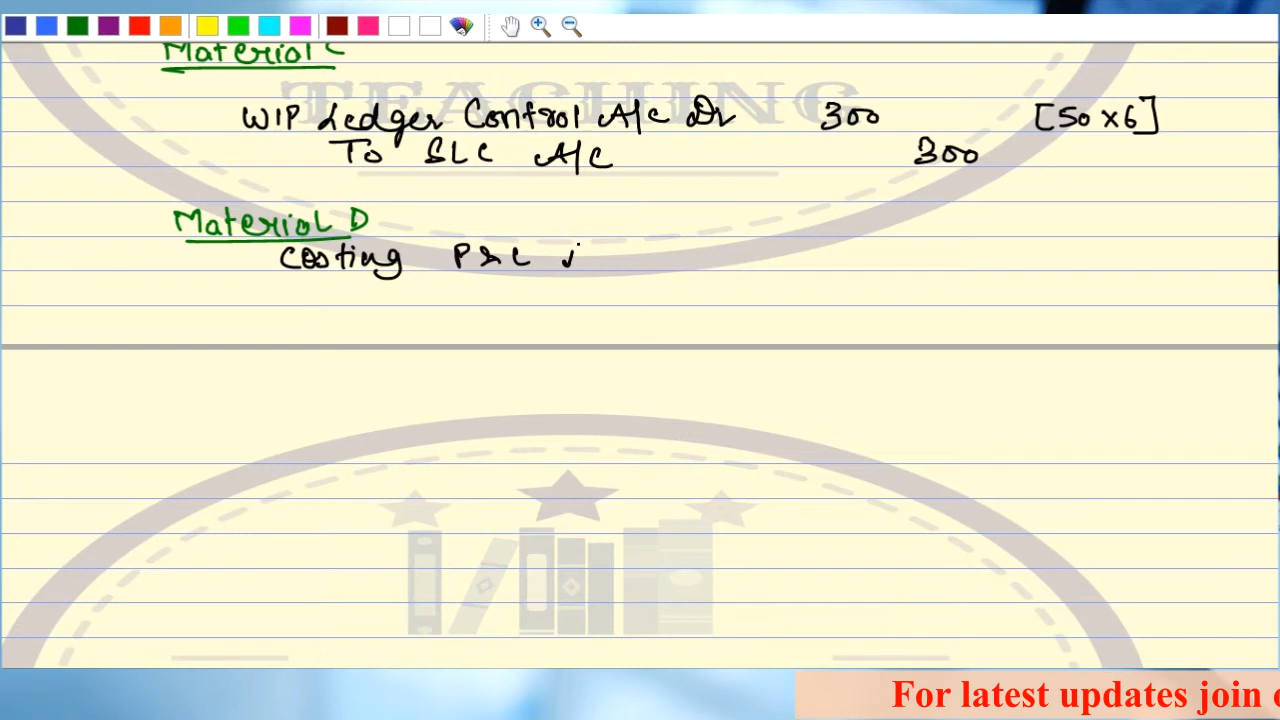 Material C
TEACHING
WIP Ledger Control A/c Dr 300 [50 x 6]
To SLC A/C 300
Material D
Costing P & L
For latest updates join